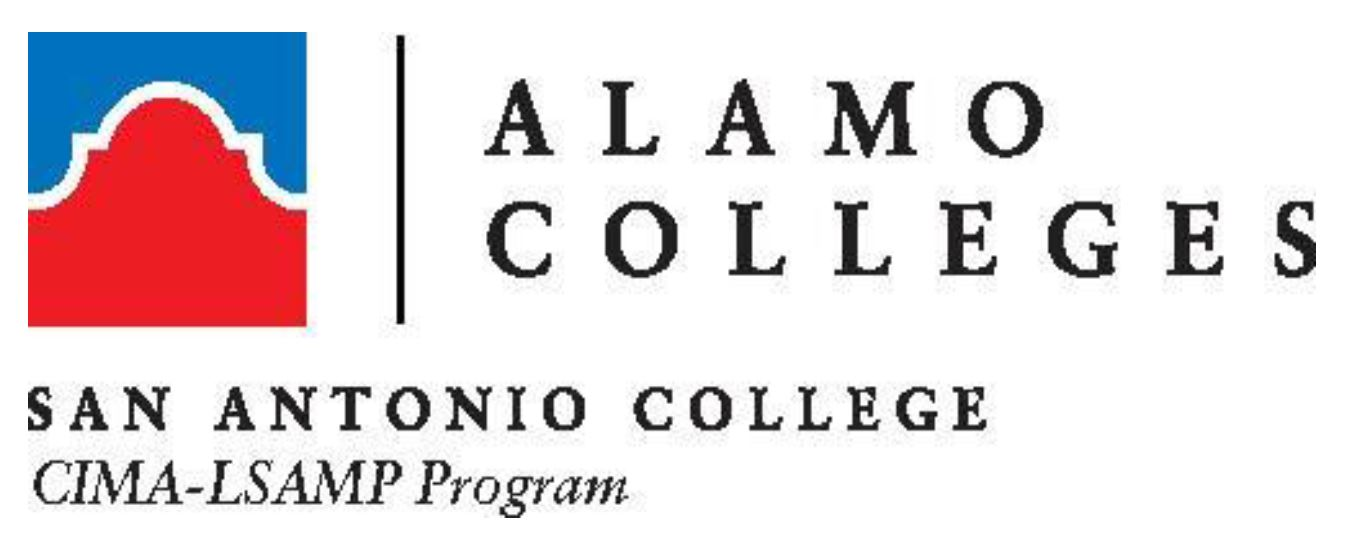 ALAMO
COLLEGES
SAN ANTONIO COLLEGE
CIMA-LSAMP Program